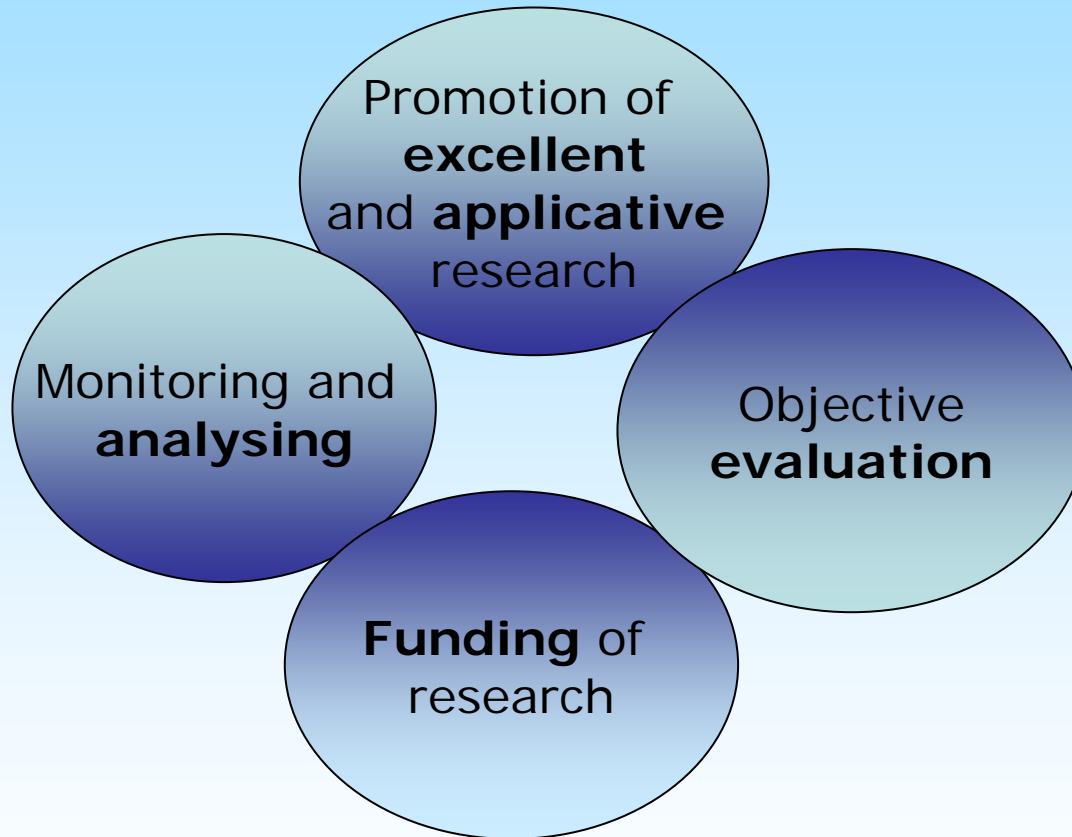 Promotion of
excellent
and applicative
research
Monitoring and
analysing
Objective
evaluation
Funding of
research